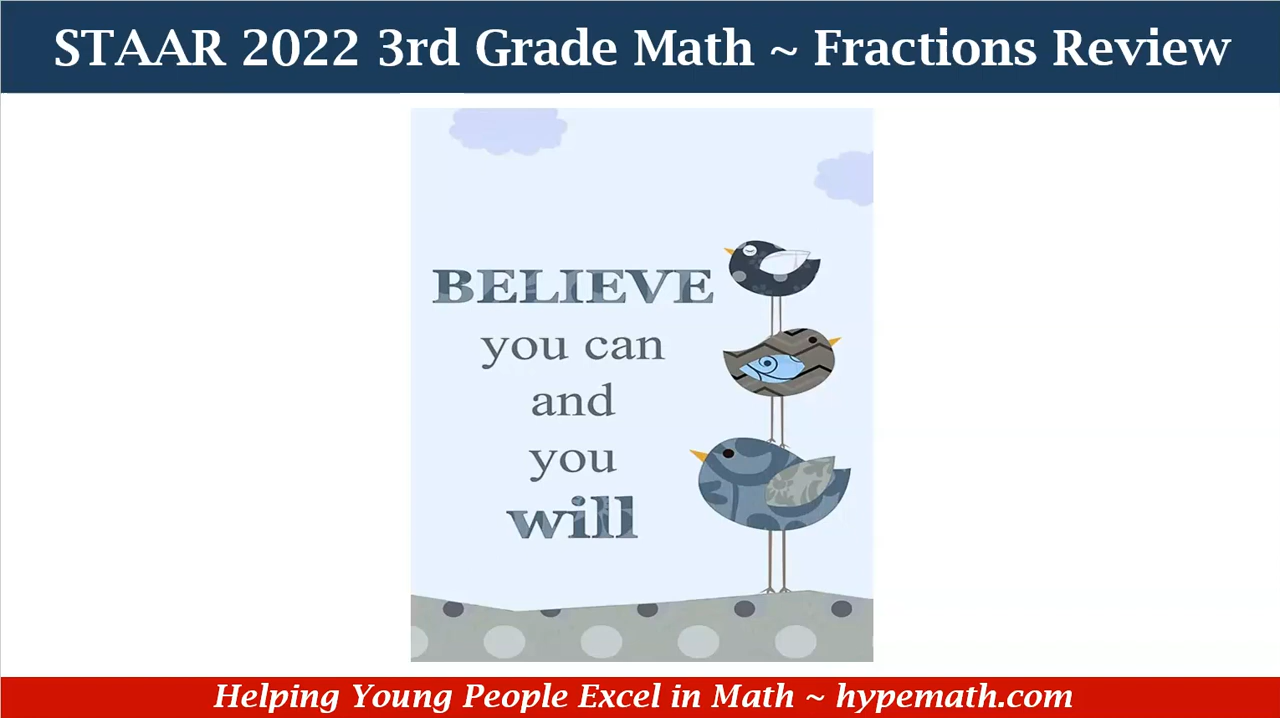 STAAR 2022 3rd Grade Math ~ Fractions Review
BELIEVE
you can
and
you
will
Helping Young People Excel in Math ~ hypemath.com